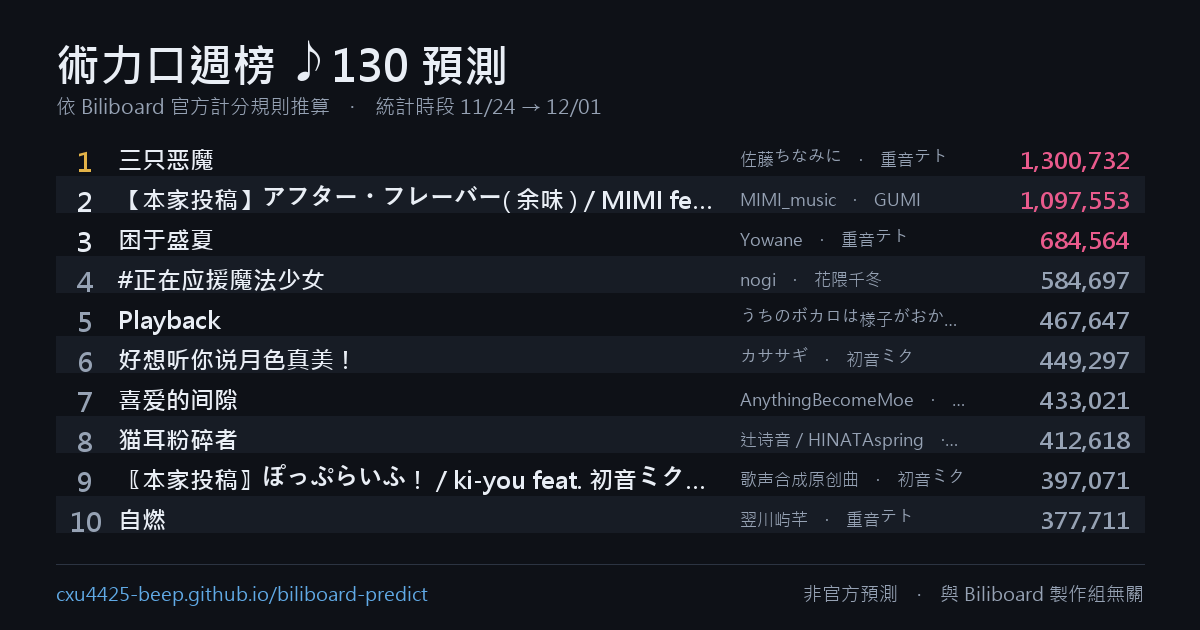 術力口週榜 ♪130 預測
依 Biliboard 官方計分規則推算 · 統計時段 11/24 → 12/01
1 三只恶魔 佐藤ちなみに · 重音テト 1,300,732
2 【本家投稿】アフター・フレーバー(余味) / MIMI fe... MIMI_music · GUMI 1,097,553
3 困于盛夏 Yowane · 重音テト 684,564
4 #正在应援魔法少女 nogi · 花隈千冬 584,697
5 Playback うちのボカロは様子がおか... 467,647
6 好想听你说月色真美！ カササギ · 初音ミク 449,297
7 喜爱的间隙 AnythingBecomeMoe · ... 433,021
8 猫耳粉碎者 辻诗音 / HINATAspring ·... 412,618
9 〖本家投稿〗ぽっぷらいふ！ / ki-you feat. 初音ミク... 歌声合成原创曲 · 初音ミク 397,071
10 自燃 翌川屿芊 · 重音テト 377,711
cxu4425-beep.github.io/biliboard-predict 非官方預測 · 與 Biliboard 製作組無關